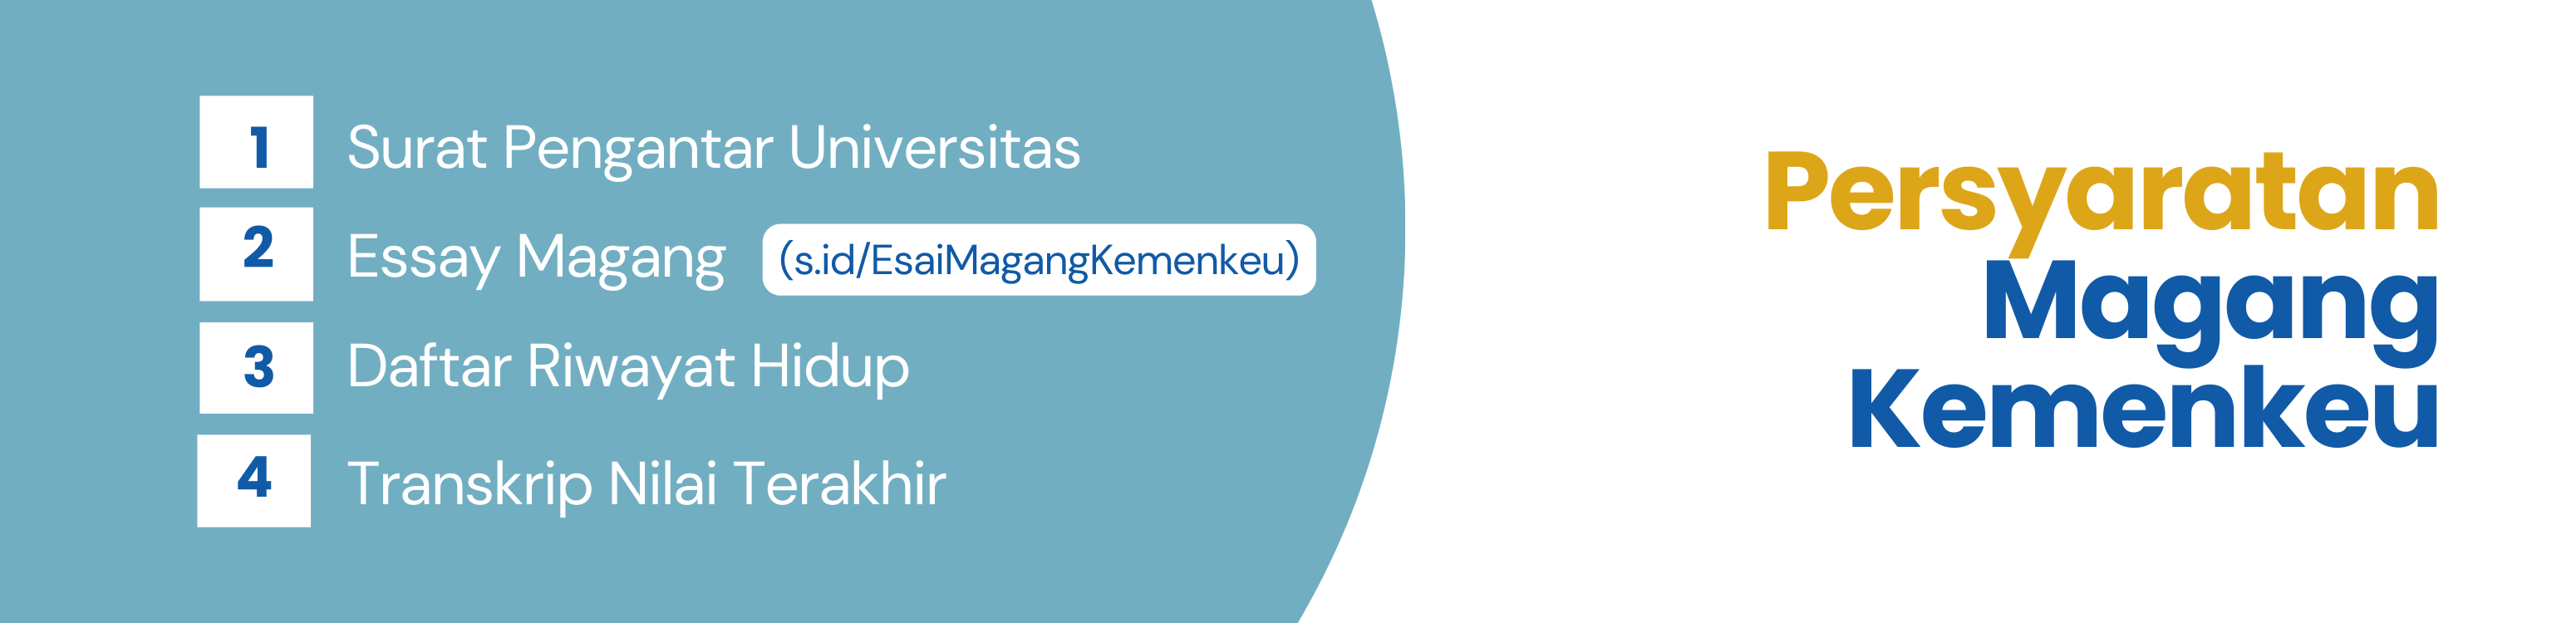 1 Surat Pengantar Universitas
2 Essay Magang (s.id/EsaiMagangKemenkeu)
3 Daftar Riwayat Hidup
4 Transkrip Nilai Terakhir
Persyaratan
Magang
Kemenkeu